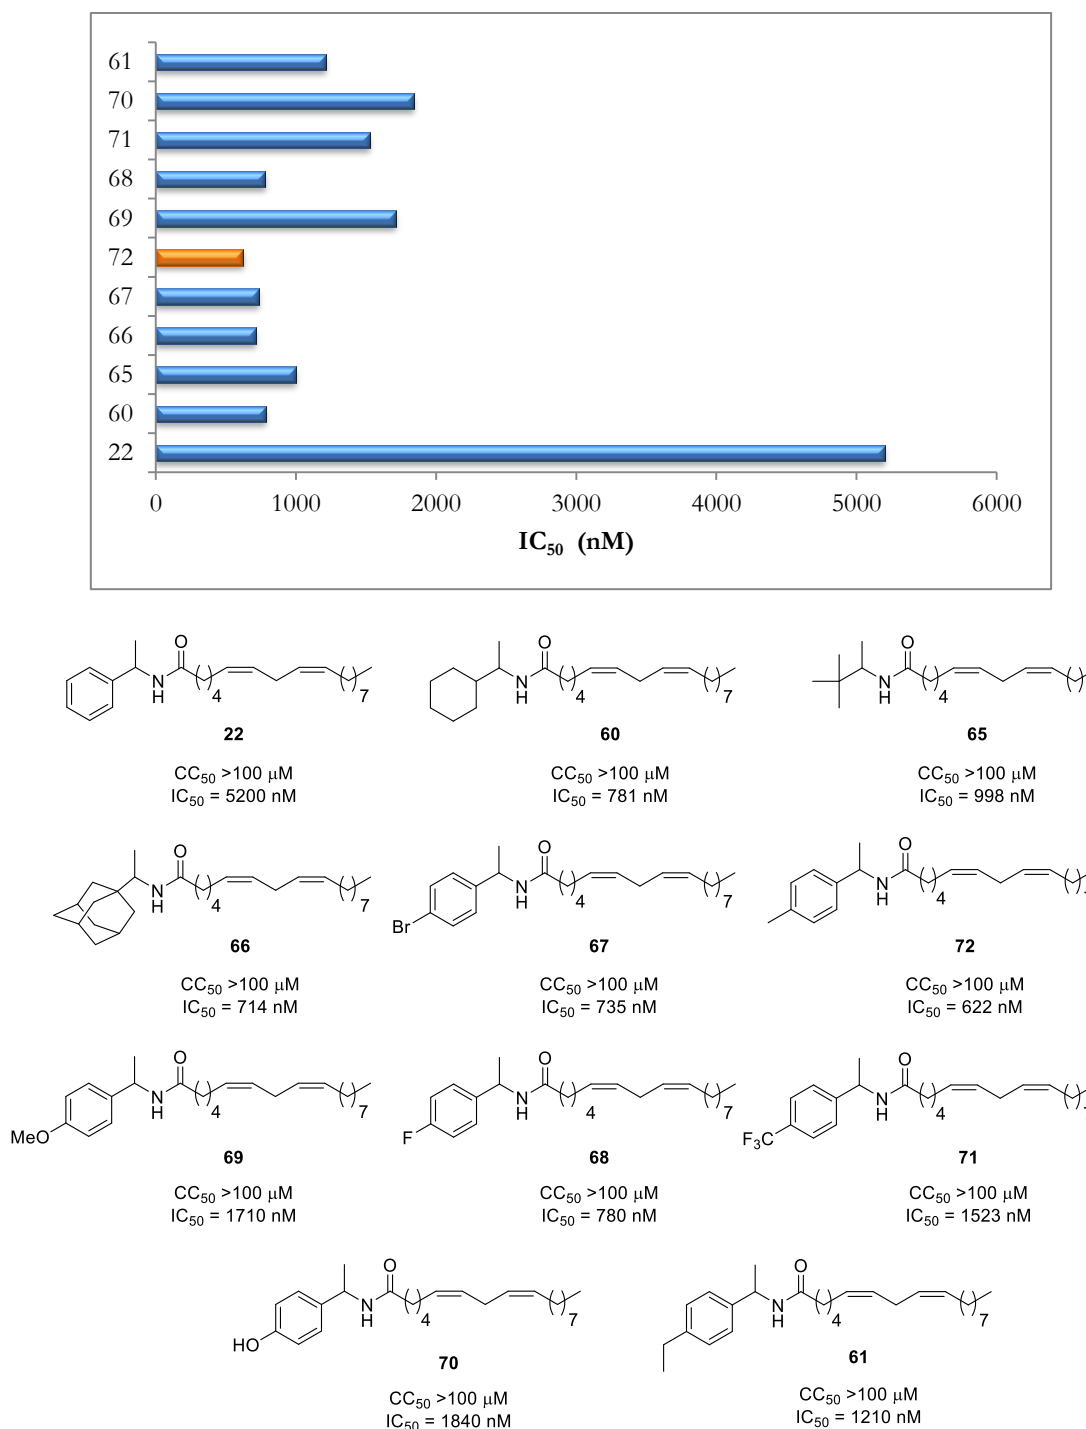 61
70
71
68
69
72
67
66
65
60
22
0 1000 2000 3000 4000 5000 6000
IC50 (nM)
O
N
H
4
7
22
CC50 >100 µM
IC50 = 5200 nM
O
N
H
4
7
60
CC50 >100 µM
IC50 = 781 nM
O
N
H
4
65
CC50 >100 µM
IC50 = 998 nM
O
N
H
4
7
66
CC50 >100 µM
IC50 = 714 nM
O
N
H
4
7
Br
67
CC50 >100 µM
IC50 = 735 nM
O
N
H
4
72
CC50 >100 µM
IC50 = 622 nM
O
N
H
4
7
MeO
69
CC50 >100 µM
IC50 = 1710 nM
O
N
H
4
7
F
68
CC50 >100 µM
IC50 = 780 nM
O
N
H
4
F3C
71
CC50 >100 µM
IC50 = 1523 nM
O
N
H
4
7
HO
70
CC50 >100 µM
IC50 = 1840 nM
O
N
H
4
7
61
CC50 >100 µM
IC50 = 1210 nM